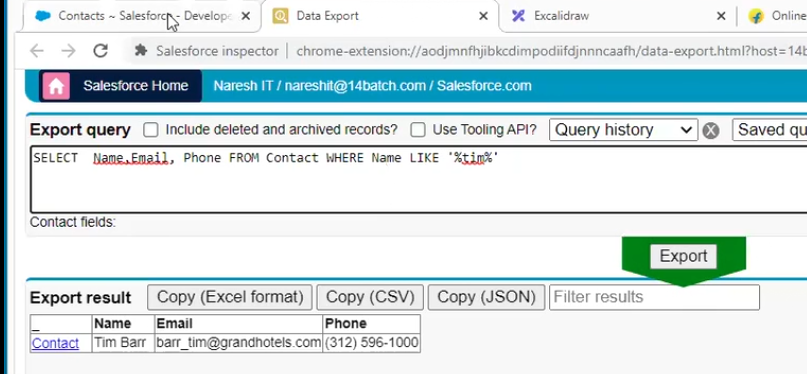 Contacts ~ Salesforce - Develope
Data Export
Excalidraw
Online
Salesforce inspector
chrome-extension://aodjmnfhjibkcdimpodiifdjnnncaafh/data-export.html?host=14b
Salesforce Home
Naresh IT / nareshit@14batch.com / Salesforce.com
Export query
Include deleted and archived records?
Use Tooling API?
Query history
Saved qu
SELECT  Name,Email, Phone FROM Contact WHERE Name LIKE '%tim%'
Contact fields:
Export
Export result
Copy (Excel format)
Copy (CSV)
Copy (JSON)
Filter results
_ Name Email Phone
Contact Tim Barr barr_tim@grandhotels.com (312) 596-1000